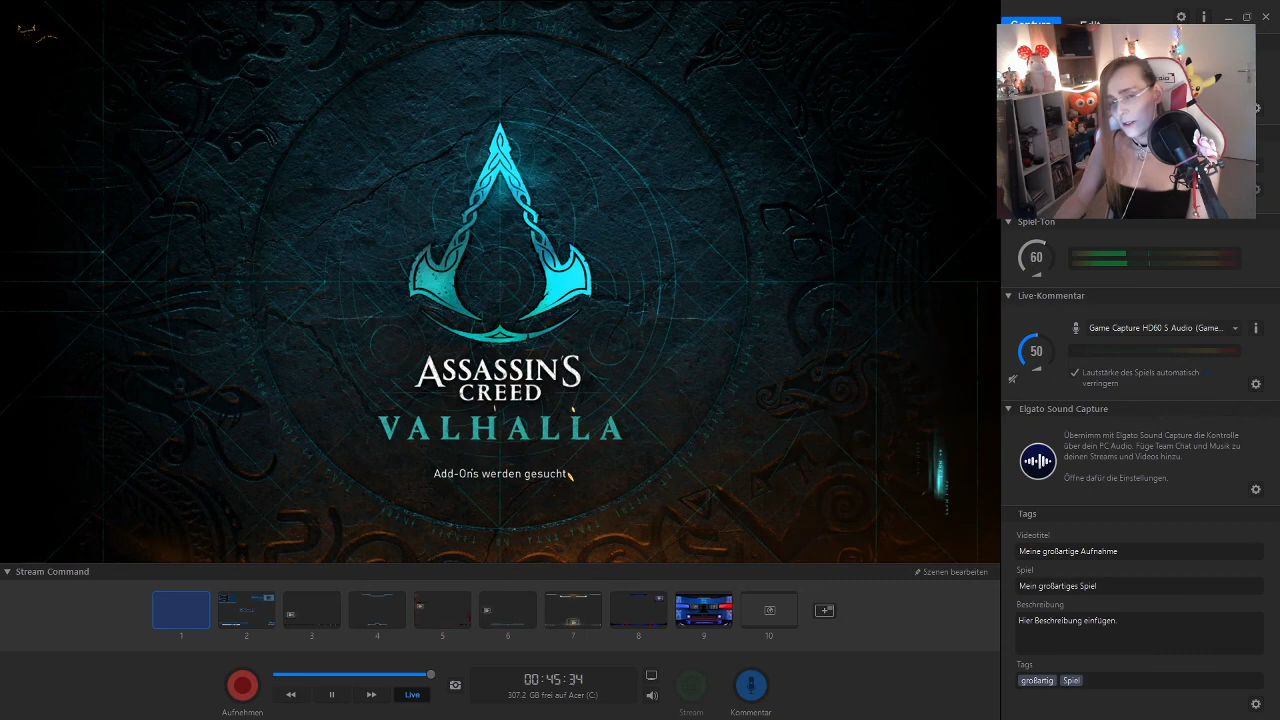 ASSASSIN'S
CREED
VALHALLA
Add-Ons werden gesucht
Spiel-Ton
60
Live-Kommentar
50
Game Capture HD60 S Audio (Game...
Lautstärke des Spiels automatisch
verringern
Elgato Sound Capture
Übernimm mit Elgato Sound Capture die Kontrolle
über dein PC Audio. Füge Team Chat und Musik zu
deinen Streams und Videos hinzu.
Öffne dafür die Einstellungen.
Tags
Videotitel
Meine großartige Aufnahme
Spiel
Mein großartiges Spiel
Beschreibung
Hier Beschreibung einfügen.
Tags
großartig Spiel
Stream Command
Szenen bearbeiten
1 2 3 4 5 6 7 8 9 10
Aufnehmen
Live
00:45:34
307.2 GB frei auf Acer (C:)
Stream
Kommentar